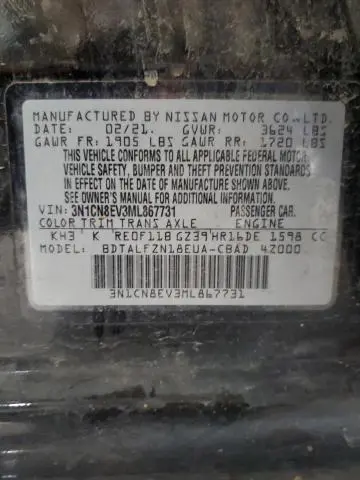 MANUFACTURED BY NISSAN MOTOR CO., LTD.
DATE: 02/21. GVWR: 3624 LBS
GAWR FR: 1905 LBS GAWR RR: 1720 LBS
THIS VEHICLE CONFORMS TO ALL APPLICABLE FEDERAL MOTOR
VEHICLE SAFETY, BUMPER AND THEFT PREVENTION STANDARDS
IN EFFECT ON THE DATE OF MANUFACTURE SHOWN ABOVE.
SEE OWNER'S MANUAL FOR ADDITIONAL INFORMATION.
VIN: 3N1CN8EV3ML867731 PASSENGER CAR.
COLOR TRIM TRANS AXLE ENGINE
KH3 K RE0F11B GZ39 HR16DE 1598 CC
MODEL: BDTALFZN18EUA-CBAD 42000
3N1CN8EV3ML867731